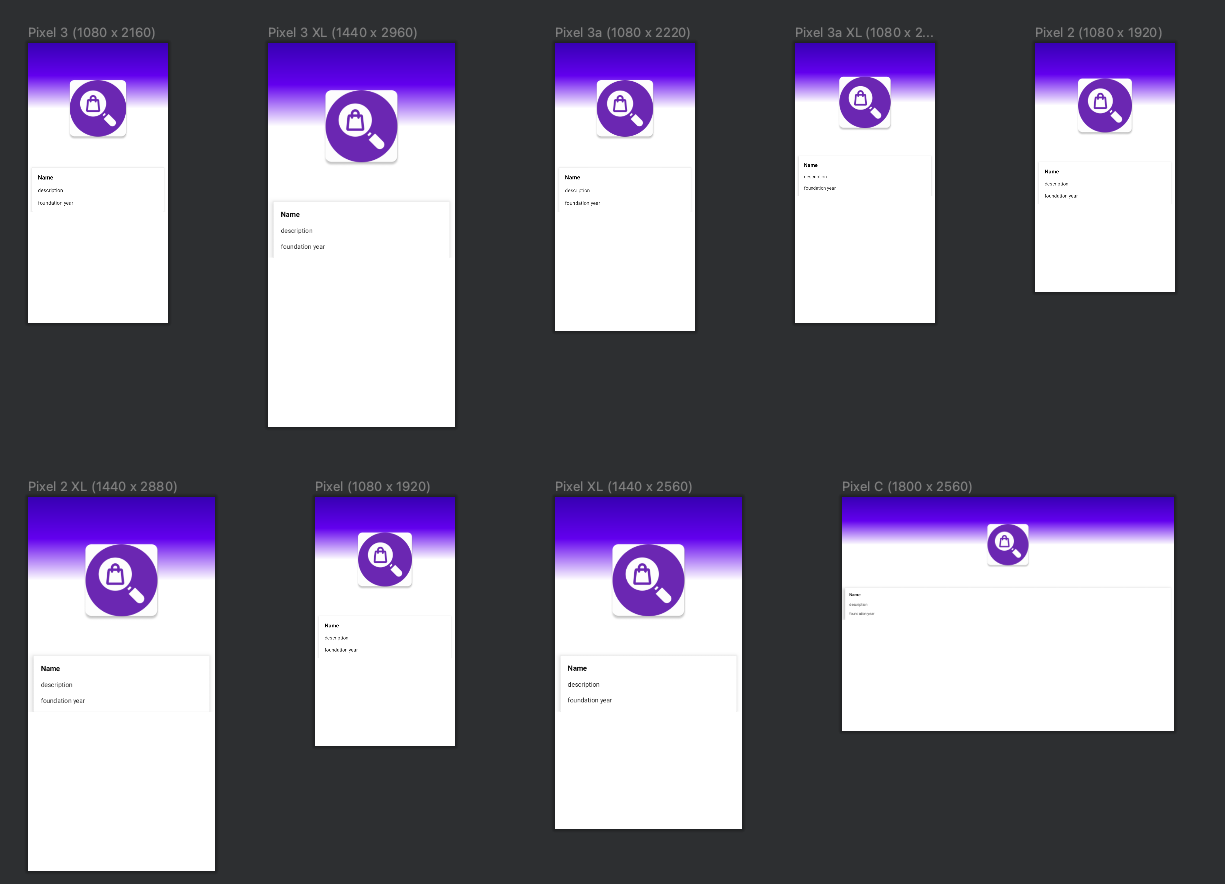 Pixel 3 (1080 x 2160)
Name
description
foundation year
Pixel 3 XL (1440 x 2960)
Name
description
foundation year
Pixel 3a (1080 x 2220)
Name
description
foundation year
Pixel 3a XL (1080 x 2...
Name
description
foundation year
Pixel 2 (1080 x 1920)
Name
description
foundation year
Pixel 2 XL (1440 x 2880)
Name
description
foundation year
Pixel (1080 x 1920)
Name
description
foundation year
Pixel XL (1440 x 2560)
Name
description
foundation year
Pixel C (1800 x 2560)
Name
description
foundation year